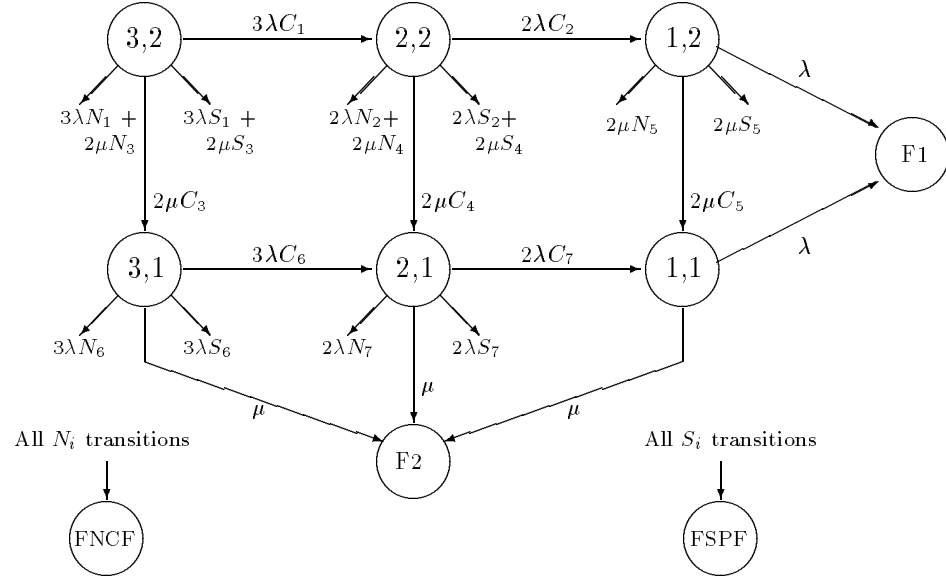 3,2 3λC₁ 2,2 2λC₂ 1,2 λ
3λN₁ + 3λS₁ + 2λN₂+ 2λS₂+
2μN₃ 2μS₃ 2μN₄ 2μS₄ 2μN₅ 2μS₅
F1
2μC₃ 2μC₄ 2μC₅
3,1 3λC₆ 2,1 2λC₇ 1,1 λ
3λN₆ 3λS₆ 2λN₇ 2λS₇
μ μ μ
All Nᵢ transitions F2 All Sᵢ transitions
FNCF FSPF